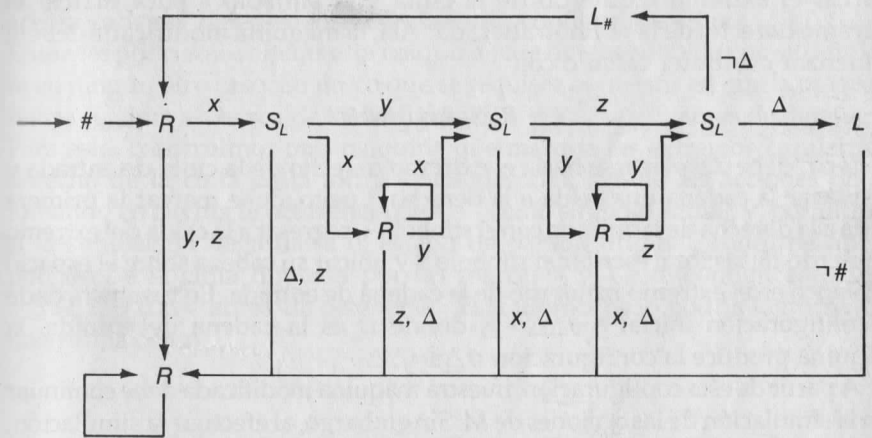 L#
¬Δ
# R x S_L y S_L z S_L Δ L
x x y y
R R
y z
y, z Δ, z ¬#
z, Δ x, Δ x, Δ
R